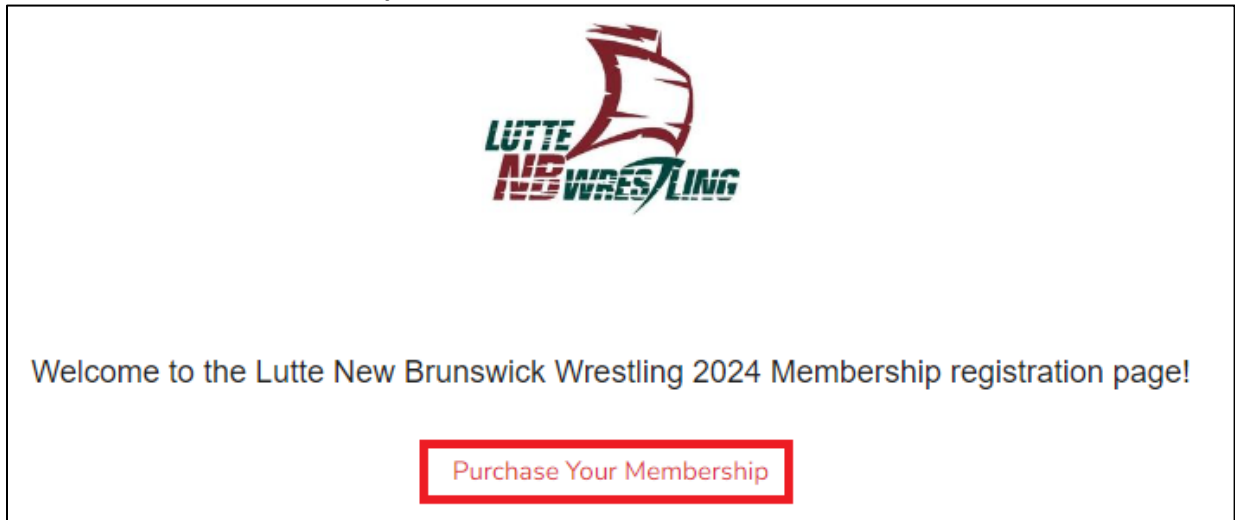 LUTTE
NB WRESTLING
Welcome to the Lutte New Brunswick Wrestling 2024 Membership registration page!
Purchase Your Membership